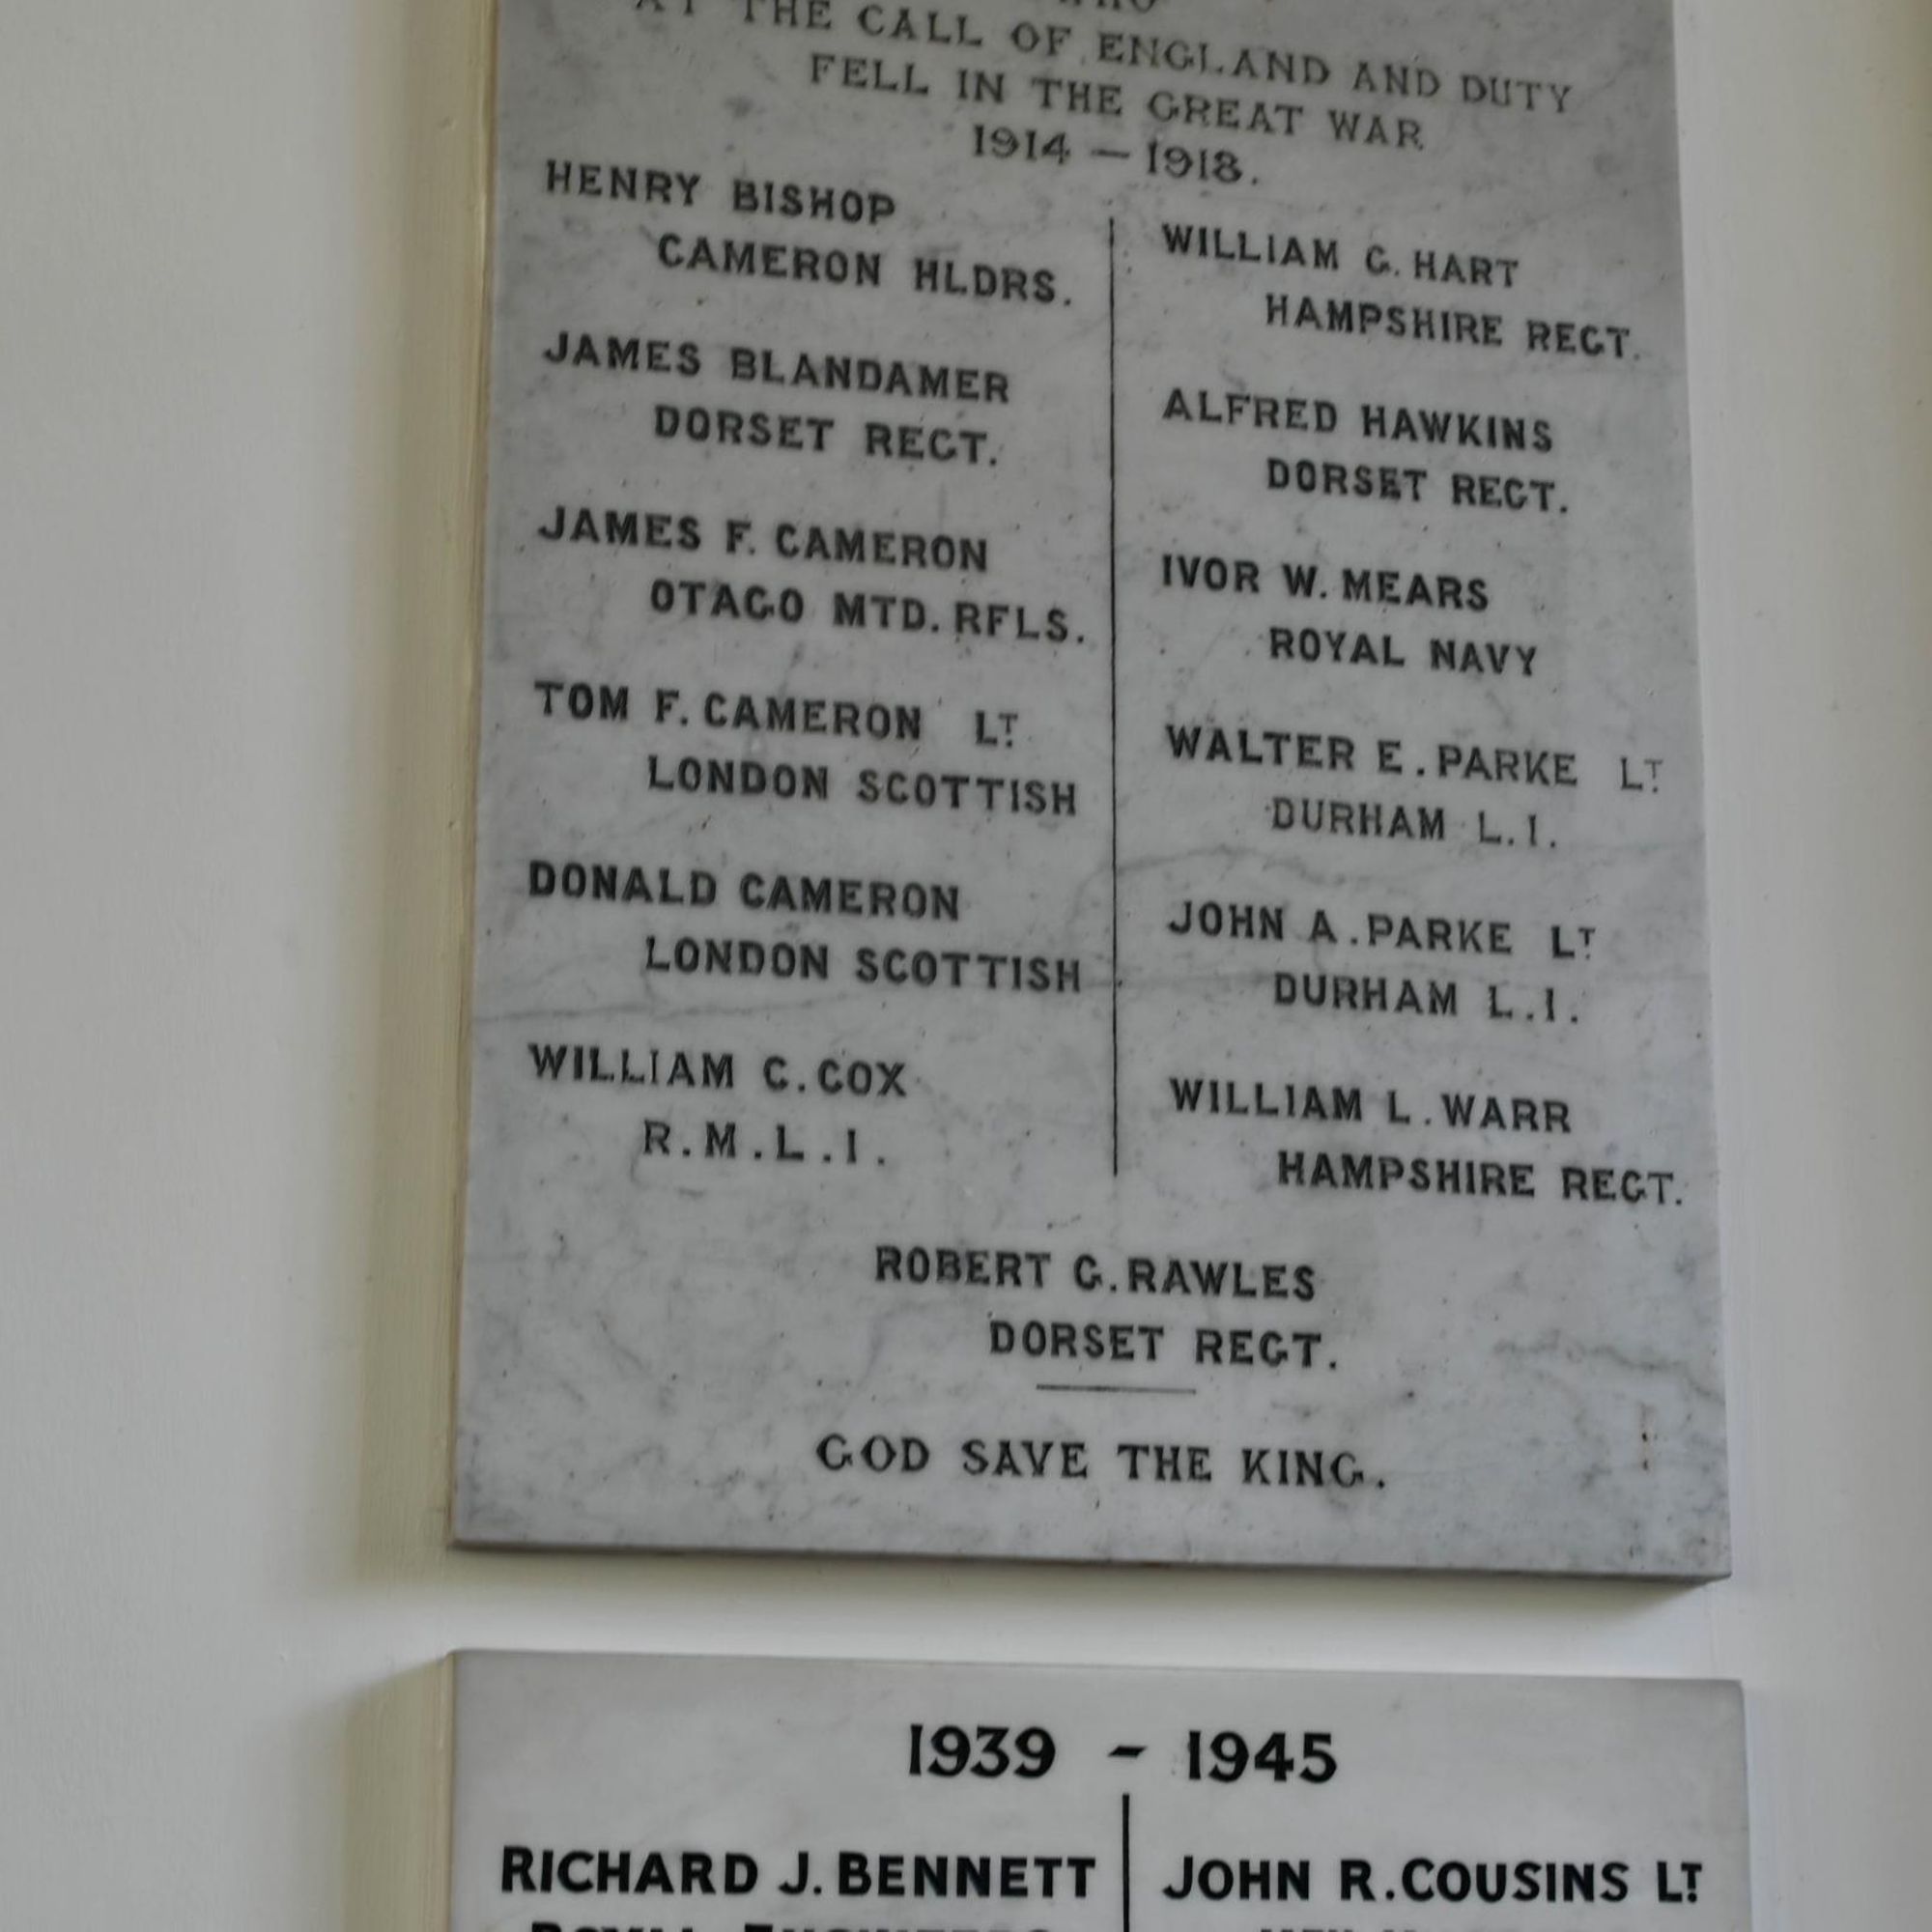 AT THE CALL OF ENGLAND AND DUTY
FELL IN THE GREAT WAR
1914 – 1918.
HENRY BISHOP
CAMERON HLDRS.
JAMES BLANDAMER
DORSET REGT.
JAMES F. CAMERON
OTAGO MTD. RFLS.
TOM F. CAMERON LT.
LONDON SCOTTISH
DONALD CAMERON
LONDON SCOTTISH
WILLIAM C. COX
R.M.L.I.
WILLIAM G. HART
HAMPSHIRE REGT.
ALFRED HAWKINS
DORSET REGT.
IVOR W. MEARS
ROYAL NAVY
WALTER E. PARKE LT.
DURHAM L.I.
JOHN A. PARKE LT.
DURHAM L.I.
WILLIAM L. WARR
HAMPSHIRE REGT.
ROBERT G. RAWLES
DORSET REGT.
GOD SAVE THE KING.
1939 - 1945
RICHARD J. BENNETT
ROYAL ENGINEERS
JOHN R. COUSINS LT.